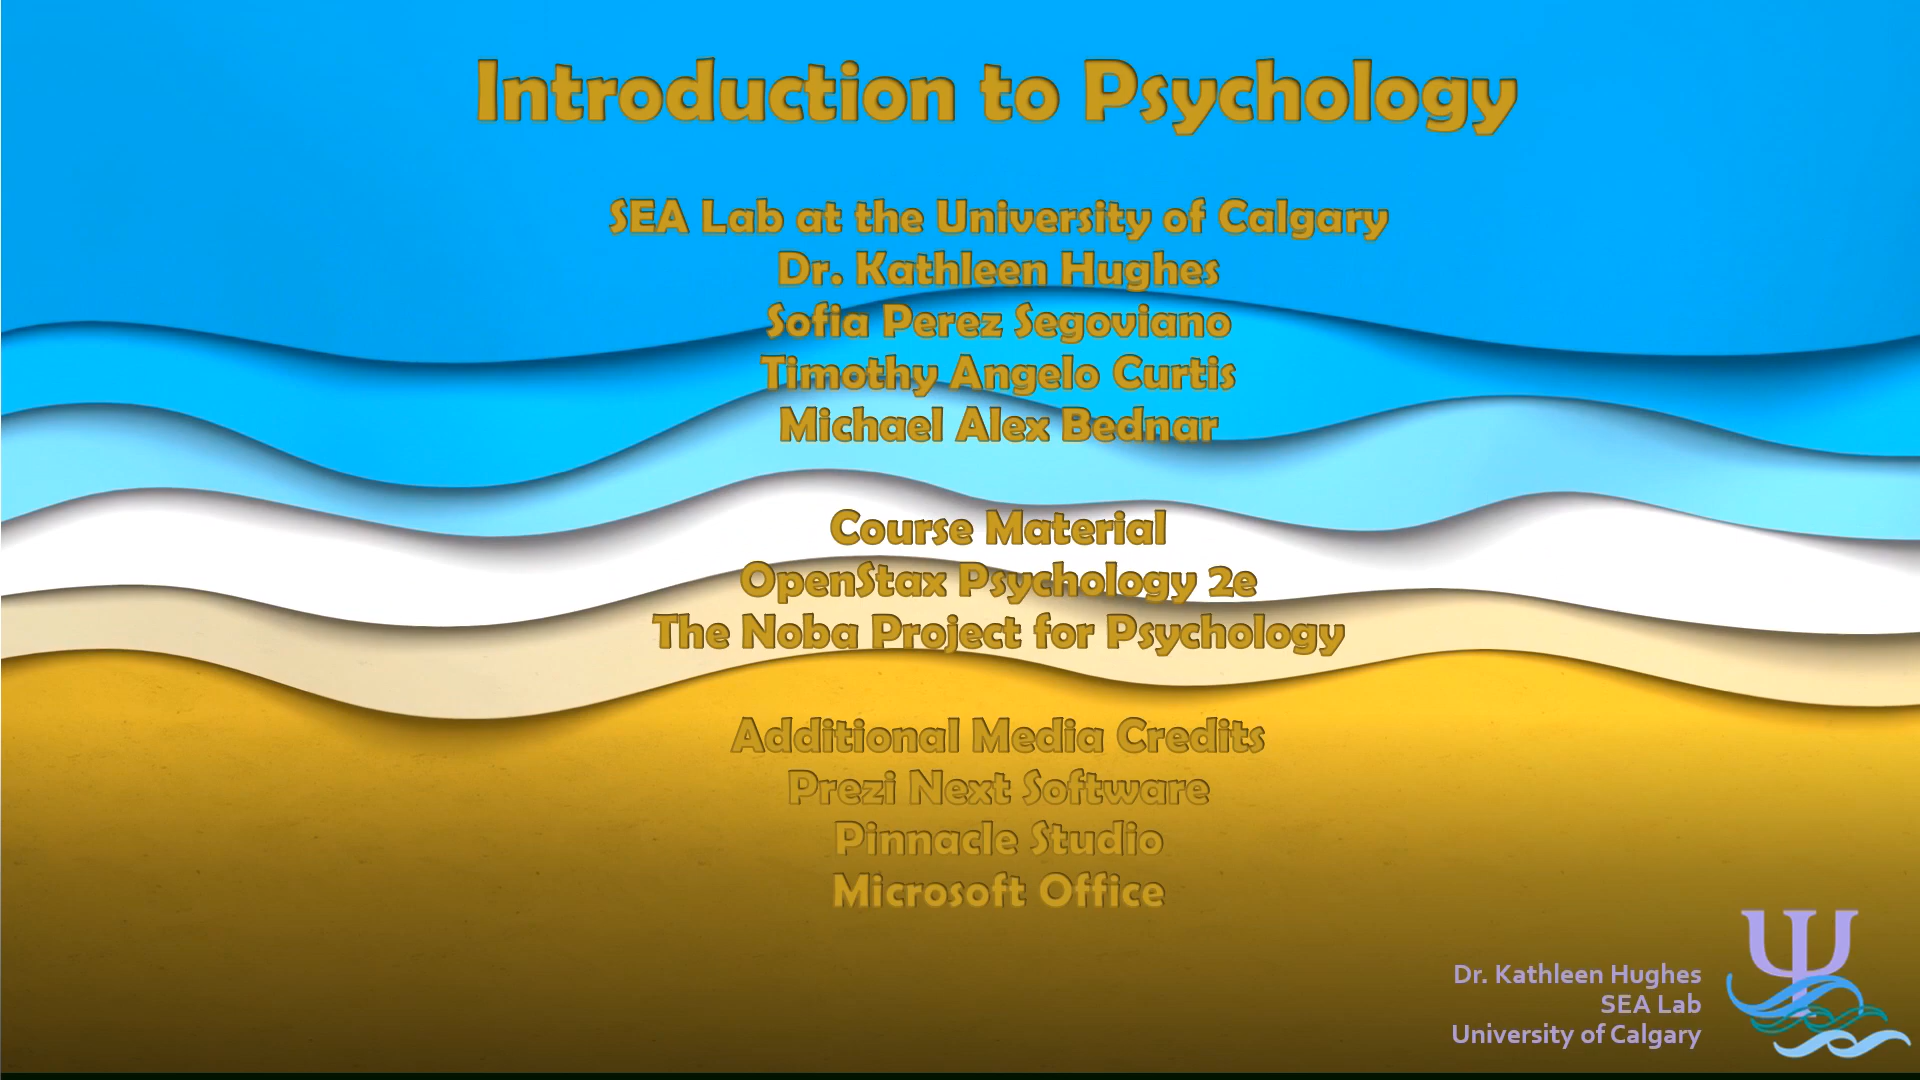 Introduction to Psychology
SEA Lab at the University of Calgary
Dr. Kathleen Hughes
Sofia Perez Segoviano
Timothy Angelo Curtis
Michael Alex Bednar
Course Material
OpenStax Psychology 2e
The Noba Project for Psychology
Additional Media Credits
Prezi Next Software
Pinnacle Studio
Microsoft Office
Dr. Kathleen Hughes
SEA Lab
University of Calgary